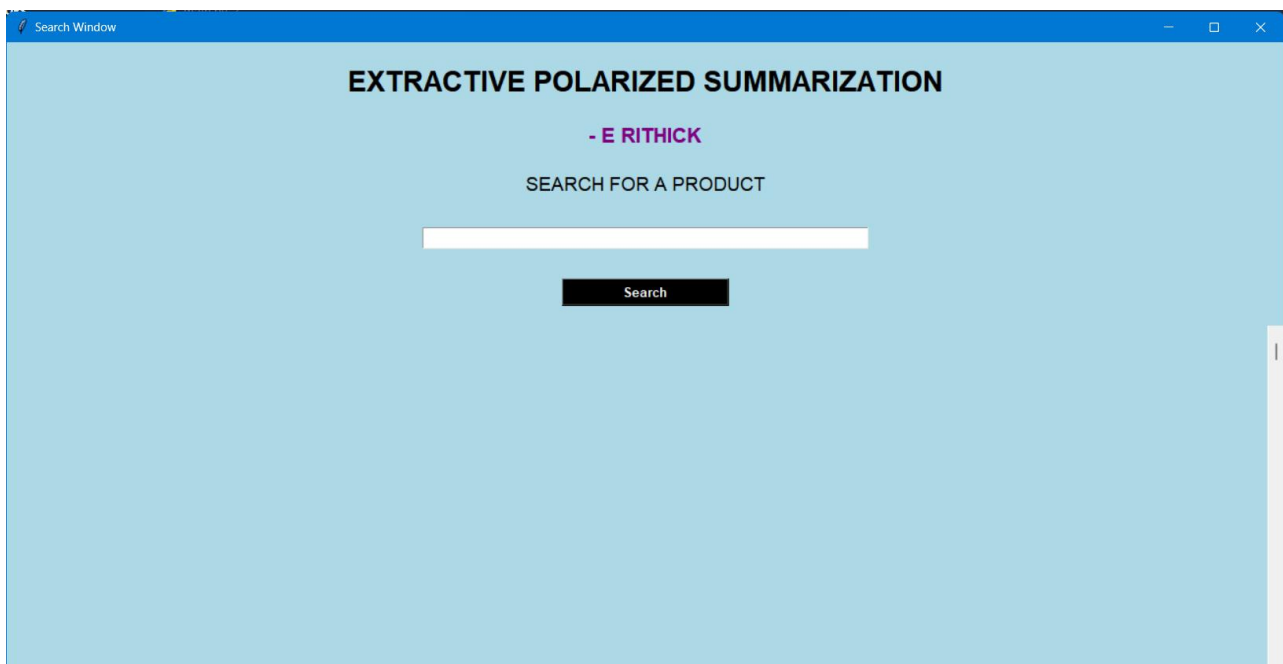 Search Window
EXTRACTIVE POLARIZED SUMMARIZATION
- E RITHICK
SEARCH FOR A PRODUCT
Search